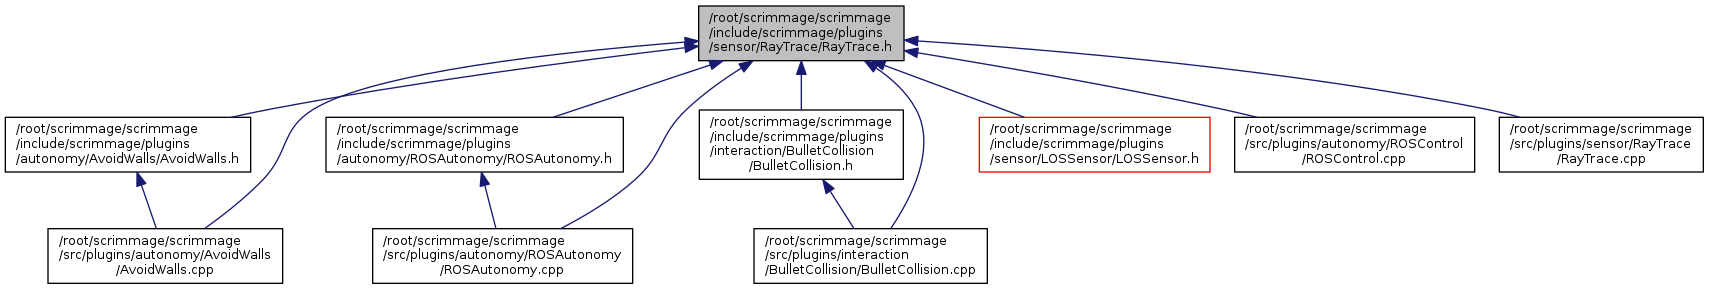 /root/scrimmage/scrimmage
/include/scrimmage/plugins
/sensor/RayTrace/RayTrace.h
/root/scrimmage/scrimmage
/include/scrimmage/plugins
/autonomy/AvoidWalls/AvoidWalls.h
/root/scrimmage/scrimmage
/include/scrimmage/plugins
/autonomy/ROSAutonomy/ROSAutonomy.h
/root/scrimmage/scrimmage
/include/scrimmage/plugins
/interaction/BulletCollision
/BulletCollision.h
/root/scrimmage/scrimmage
/include/scrimmage/plugins
/sensor/LOSSensor/LOSSensor.h
/root/scrimmage/scrimmage
/src/plugins/autonomy/ROSControl
/ROSControl.cpp
/root/scrimmage/scrimmage
/src/plugins/sensor/RayTrace
/RayTrace.cpp
/root/scrimmage/scrimmage
/src/plugins/autonomy/AvoidWalls
/AvoidWalls.cpp
/root/scrimmage/scrimmage
/src/plugins/autonomy/ROSAutonomy
/ROSAutonomy.cpp
/root/scrimmage/scrimmage
/src/plugins/interaction
/BulletCollision/BulletCollision.cpp